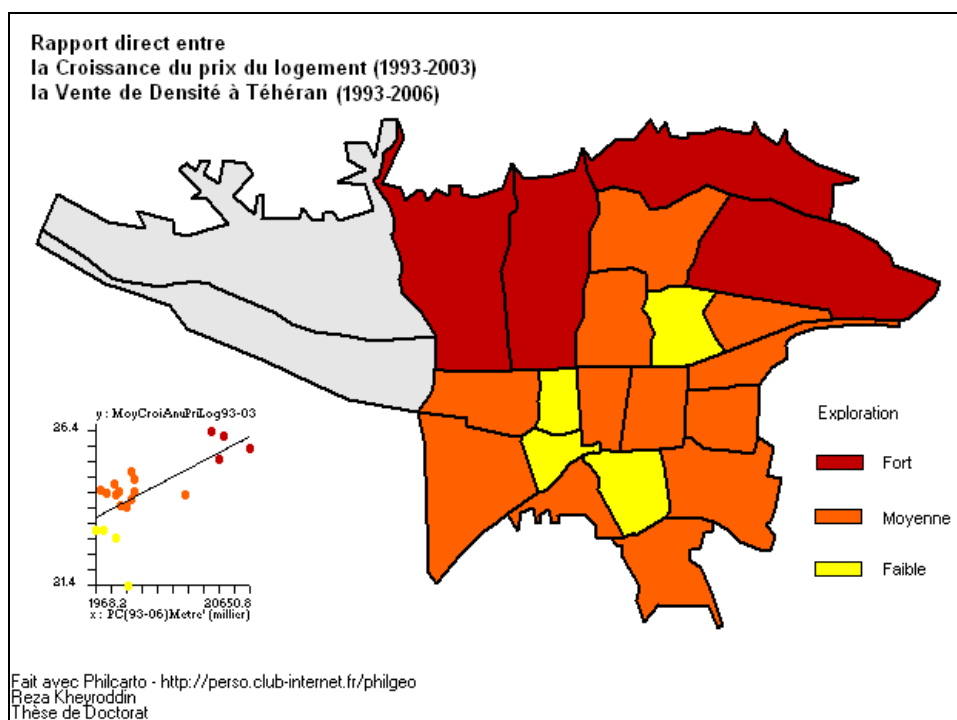 Rapport direct entre
la Croissance du prix du logement (1993-2003)
la Vente de Densité à Téhéran (1993-2006)
y : MoyCroiAnuPriLog93-03
26.4
21.4
1968.2 20650.8
x : PC(93-06)Metre' (millier)
Exploration
Fort
Moyenne
Faible
Fait avec Philcarto - http://perso.club-internet.fr/philgeo
Reza Kheyroddin
Thèse de Doctorat